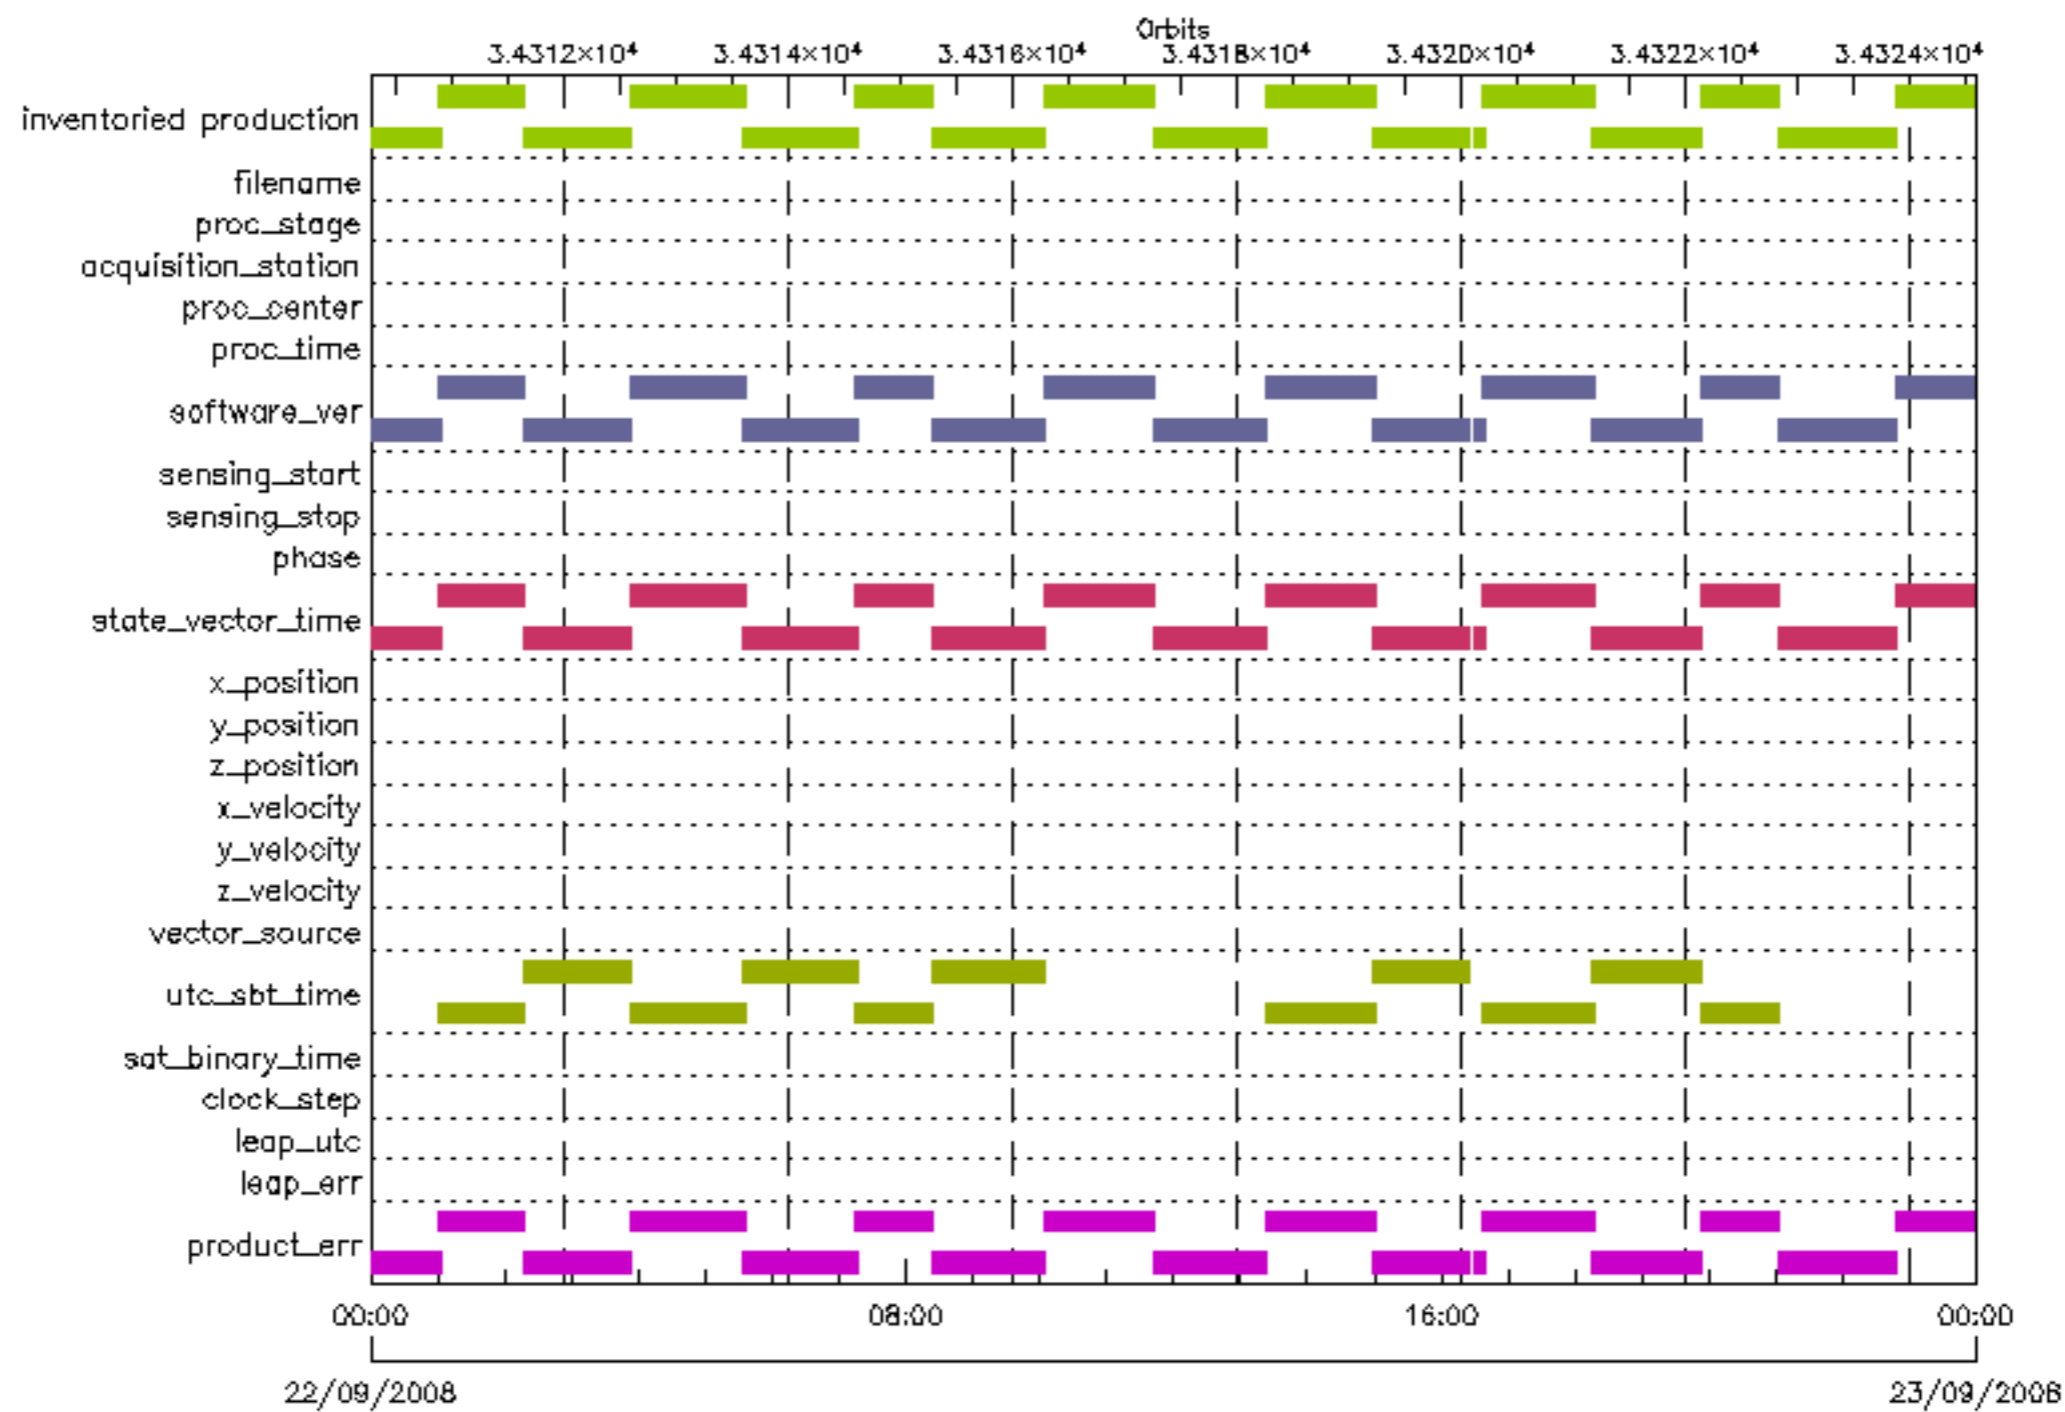 Orbits
3.4312×10⁴ 3.4314×10⁴ 3.4316×10⁴ 3.4318×10⁴ 3.4320×10⁴ 3.4322×10⁴ 3.4324×10⁴
inventoried production
filename
proc_stage
acquisition_station
proc_center
proc_time
software_ver
sensing_start
sensing_stop
phase
state_vector_time
x_position
y_position
z_position
x_velocity
y_velocity
z_velocity
vector_source
utc_sbt_time
sat_binary_time
clock_step
leap_utc
leap_err
product_err
00:00 08:00 16:00 00:00
22/09/2008 23/09/2008